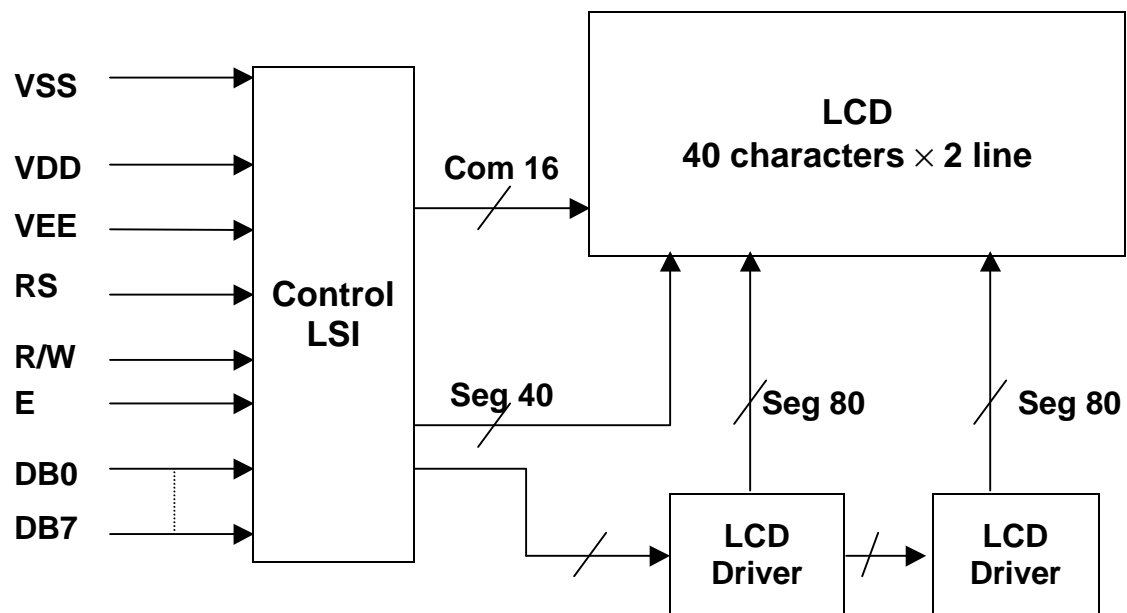 VSS
VDD
VEE
RS
R/W
E
DB0
DB7
Control
LSI
Com 16
Seg 40
LCD
40 characters × 2 line
Seg 80
Seg 80
LCD
Driver
LCD
Driver